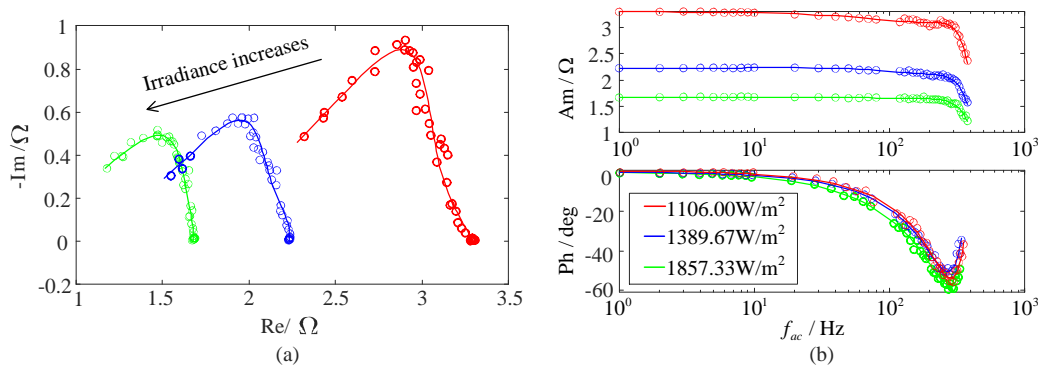 (a)
Irradiance increases
-Im/Ω
1
0.8
0.6
0.4
0.2
0
-0.2
1 1.5 2 2.5 3 3.5
Re/ Ω
(a)
(b)
Am / Ω
3
2.5
2
1.5
1
10⁰ 10¹ 10² 10³
Ph / deg
0
-20
-40
-60
1106.00W/m²
1389.67W/m²
1857.33W/m²
10⁰ 10¹ 10² 10³
f_ac / Hz
(b)